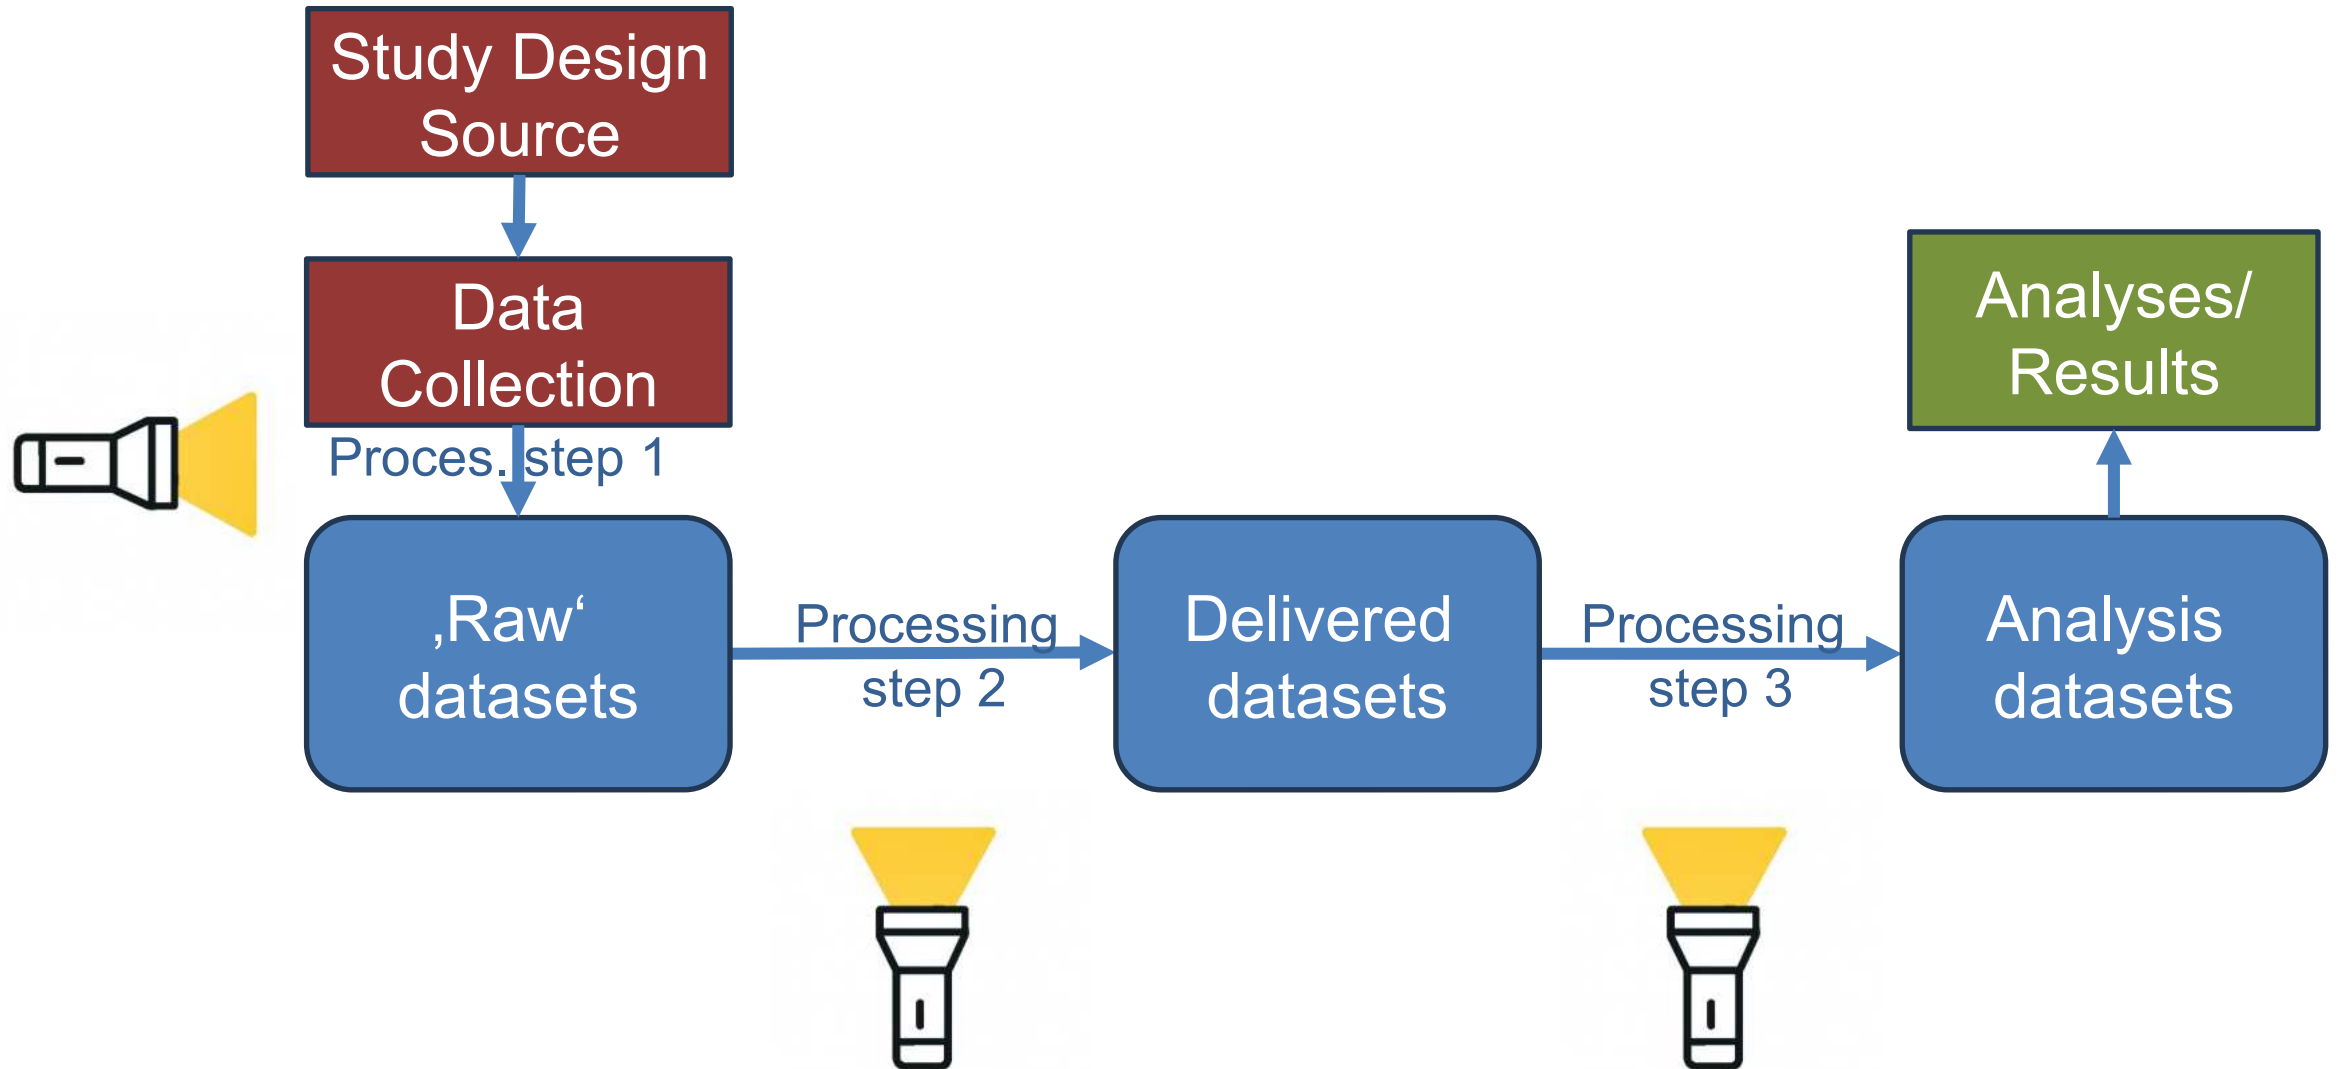 Study Design
Source
Data
Collection
Proces. step 1
‚Raw‘
datasets
Processing
step 2
Delivered
datasets
Processing
step 3
Analysis
datasets
Analyses/
Results